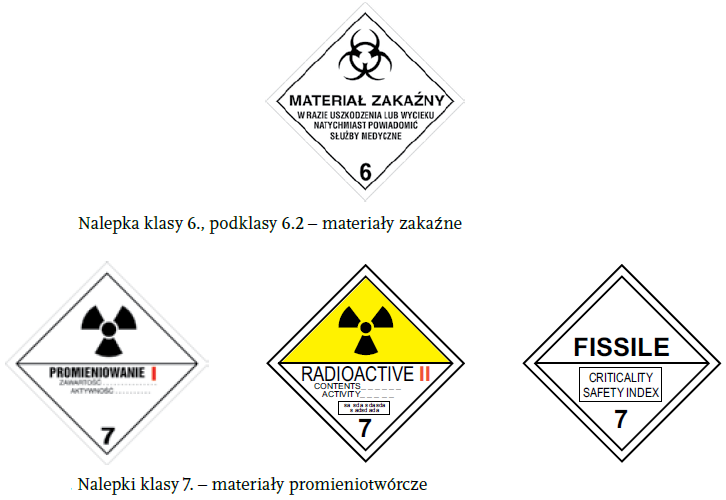 MATERIAŁ ZAKAŹNY
W RAZIE USZKODZENIA LUB WYCIEKU
NATYCHMIAST POWIADOMIĆ
SŁUŻBY MEDYCZNE
6
Nalepka klasy 6., podklasy 6.2 – materiały zakaźne
PROMIENIOWANIE I
ZAWARTOŚĆ
AKTYWNOŚĆ
7
RADIOACTIVE II
CONTENTS
ACTIVITY
7
FISSILE
CRITICALITY
SAFETY INDEX
7
Nalepki klasy 7. – materiały promieniotwórcze